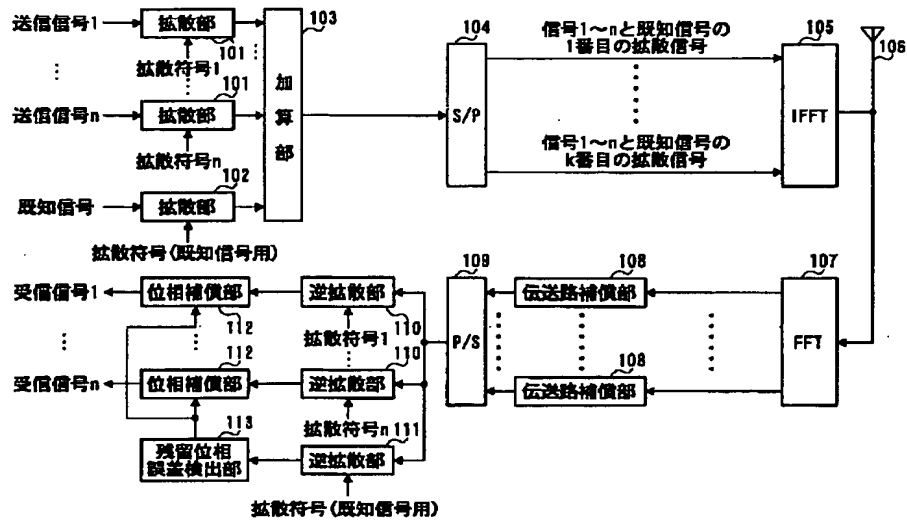 送信信号1
拡散部
101
拡散符号1
送信信号n
拡散部
101
拡散符号n
既知信号
拡散部
102
拡散符号(既知信号用)
103
加算部
104
S/P
信号1〜nと既知信号の
1番目の拡散信号
信号1〜nと既知信号の
k番目の拡散信号
105
IFFT
106
受信信号1
位相補償部
112
逆拡散部
110
拡散符号1
受信信号n
112
位相補償部
110
逆拡散部
拡散符号n
113
残留位相
誤差検出部
111
逆拡散部
拡散符号(既知信号用)
109
P/S
108
伝送路補償部
108
伝送路補償部
107
FFT